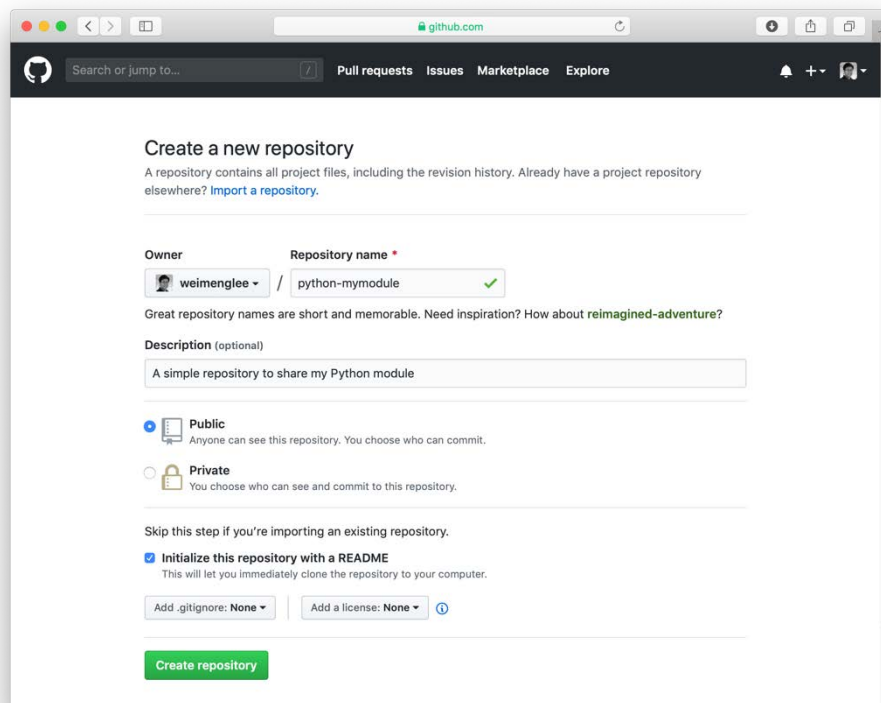 github.com
Search or jump to...
/
Pull requests Issues Marketplace Explore
Create a new repository
A repository contains all project files, including the revision history. Already have a project repository
elsewhere? Import a repository.
Owner Repository name *
weimenglee / python-mymodule
Great repository names are short and memorable. Need inspiration? How about reimagined-adventure?
Description (optional)
A simple repository to share my Python module
Public
Anyone can see this repository. You choose who can commit.
Private
You choose who can see and commit to this repository.
Skip this step if you’re importing an existing repository.
Initialize this repository with a README
This will let you immediately clone the repository to your computer.
Add .gitignore: None Add a license: None
Create repository